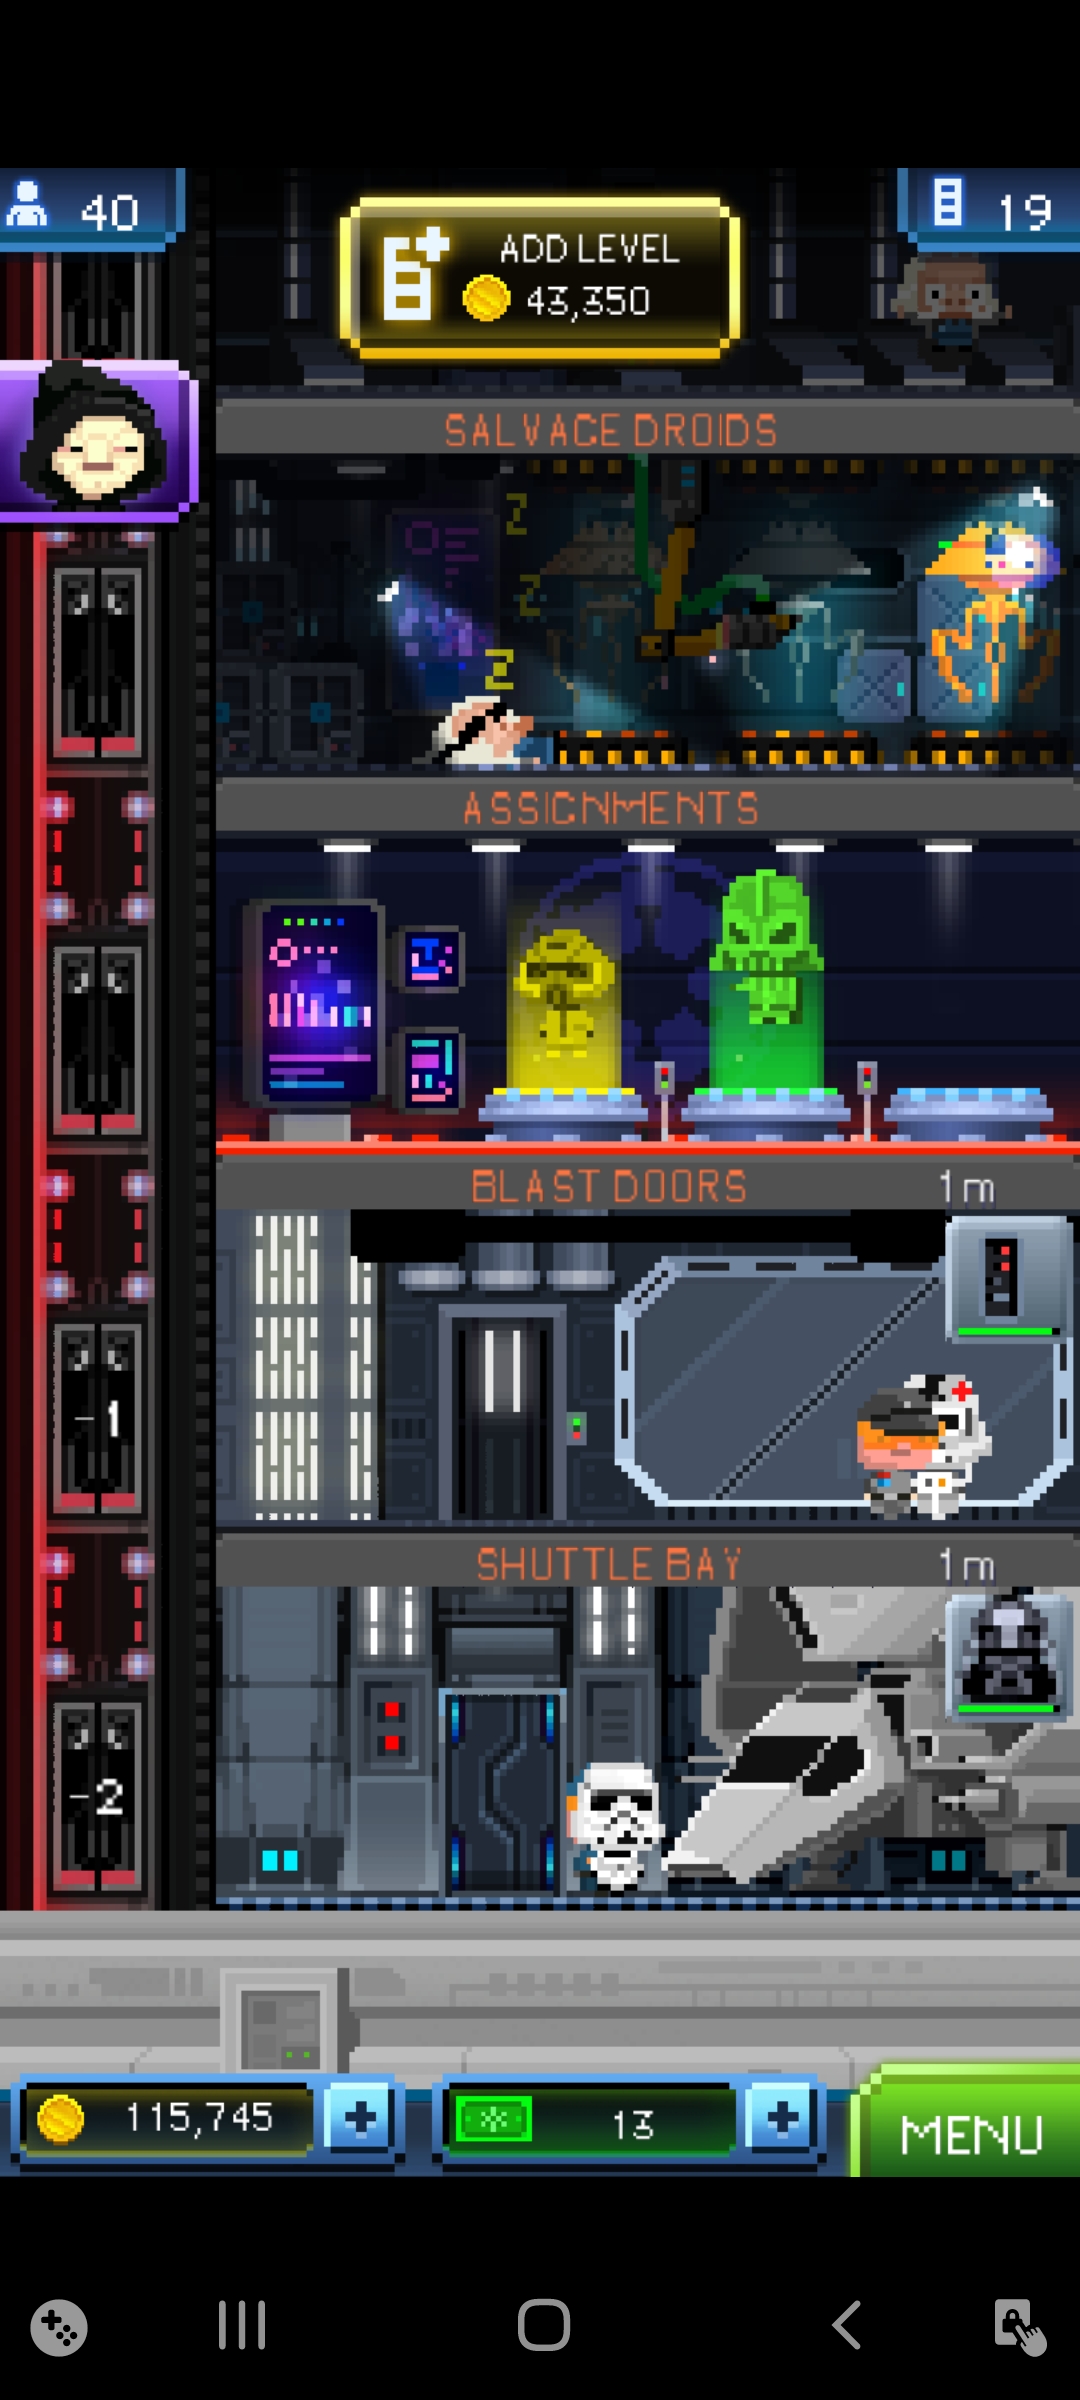 40
ADD LEVEL
43,350
19
SALVAGE DROIDS
Z
Z
Z
ASSIGNMENTS
BLAST DOORS 1m
-1
SHUTTLE BAY 1m
-2
115,745
13
MENU